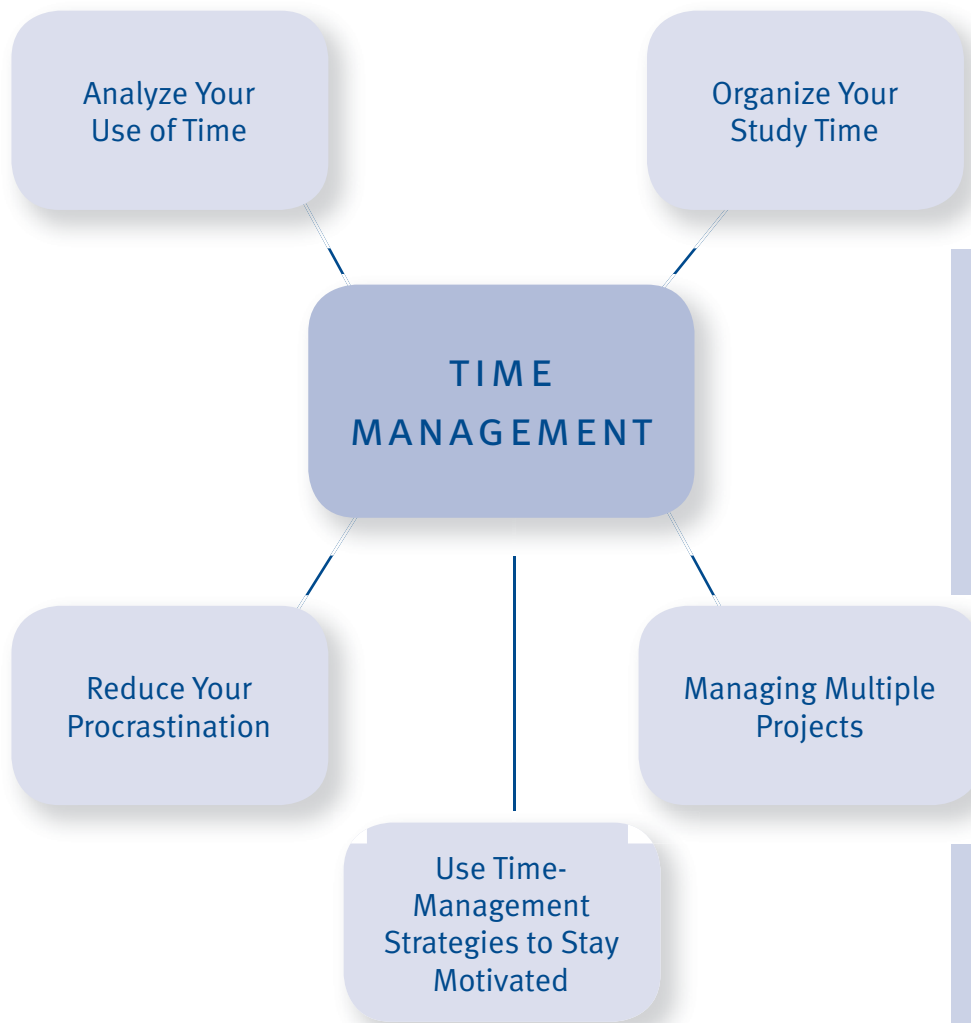 Analyze Your
Use of Time
Organize Your
Study Time
TIME
MANAGEMENT
Reduce Your
Procrastination
Managing Multiple
Projects
Use Time-
Management
Strategies to Stay
Motivated